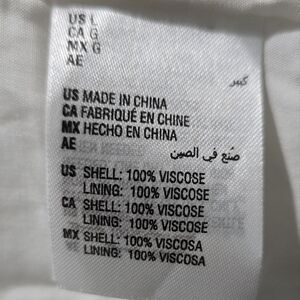 US L
CA G
MX G
AE
كبير
US MADE IN CHINA
CA FABRIQUÉ EN CHINE
MX HECHO EN CHINA
AE
صنع في الصين
US SHELL: 100% VISCOSE
LINING: 100% VISCOSE
CA SHELL: 100% VISCOSE
LINING: 100% VISCOSE
MX SHELL: 100% VISCOSA
LINING: 100% VISCOSA